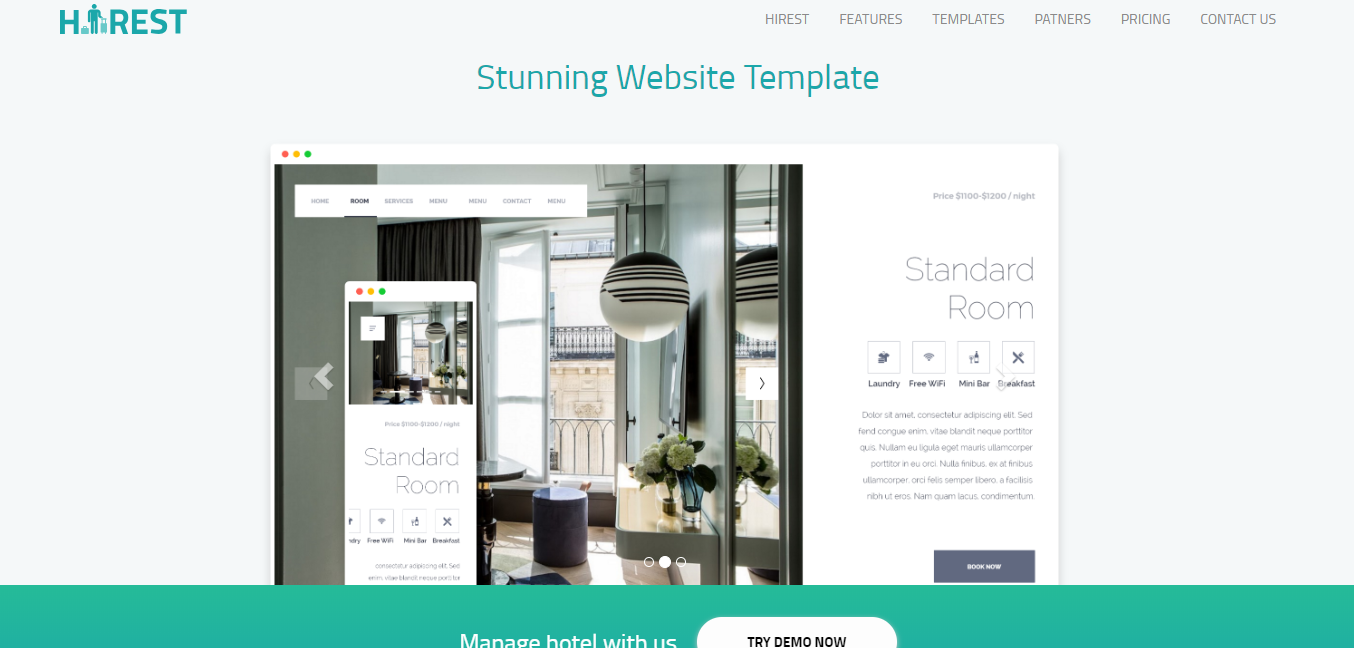 HIREST
HIREST FEATURES TEMPLATES PATNERS PRICING CONTACT US
Stunning Website Template
HOME ROOM SERVICES MENU MENU CONTACT MENU
Price $1100-$1200 / night
Standard
Room
Laundry Free WiFi Mini Bar Breakfast
Dolor sit amet, consectetur adipiscing elit. Sed
fend congue enim, vitae blandit neque porttitor
quis. Nullam eu ligula eget mauris ullamcorper
porttitor in eu orci. Nulla finibus, ex at finibus
ullamcorper, orci felis semper libero, a facilisis
nibh ut eros. Nam quam lacus, condimentum.
BOOK NOW
Price $1100-$1200 / night
Standard
Room
ndry Free WiFi Mini Bar Breakfast
consectetur adipiscing elit. Sed
enim, vitae blandit neque portt tor
Manage hotel with us
TRY DEMO NOW